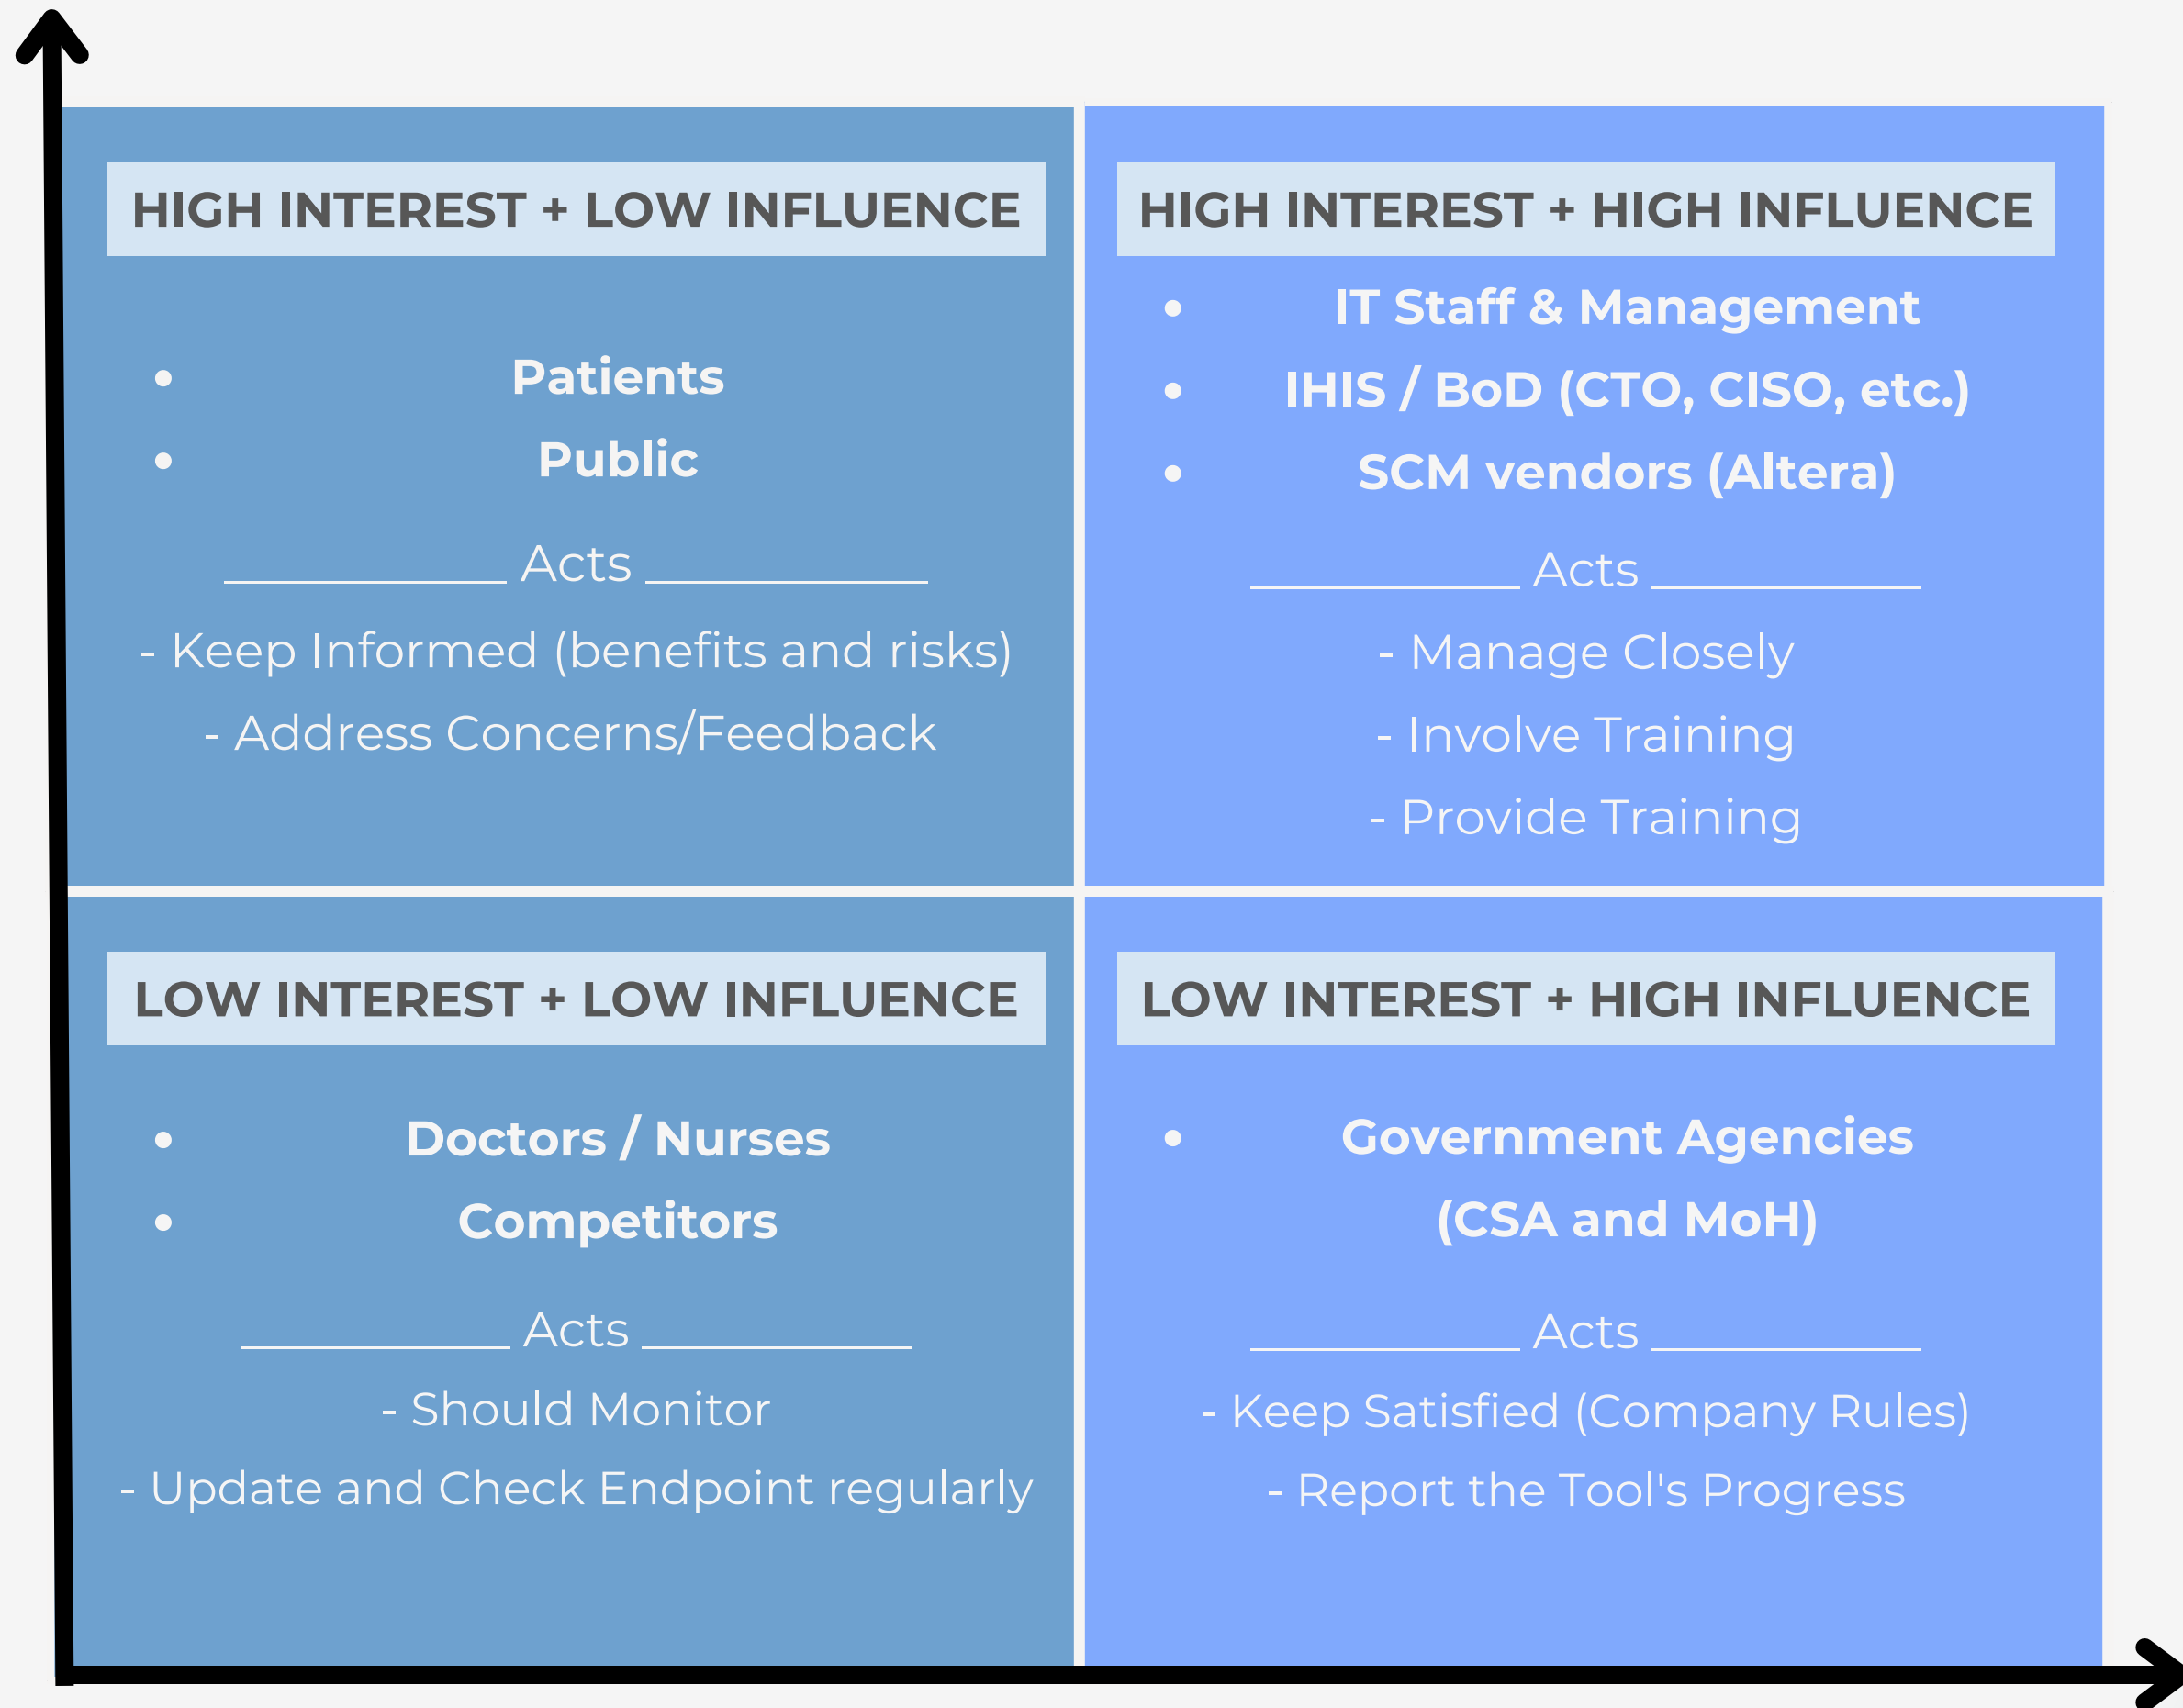 HIGH INTEREST + LOW INFLUENCE
• Patients
• Public
Acts
- Keep Informed (benefits and risks)
- Address Concerns/Feedback
HIGH INTEREST + HIGH INFLUENCE
• IT Staff & Management
• IHIS / BoD (CTO, CISO, etc.)
• SCM vendors (Altera)
Acts
- Manage Closely
- Involve Training
- Provide Training
LOW INTEREST + LOW INFLUENCE
• Doctors / Nurses
• Competitors
Acts
- Should Monitor
- Update and Check Endpoint regularly
LOW INTEREST + HIGH INFLUENCE
• Government Agencies
(CSA and MoH)
Acts
- Keep Satisfied (Company Rules)
- Report the Tool's Progress